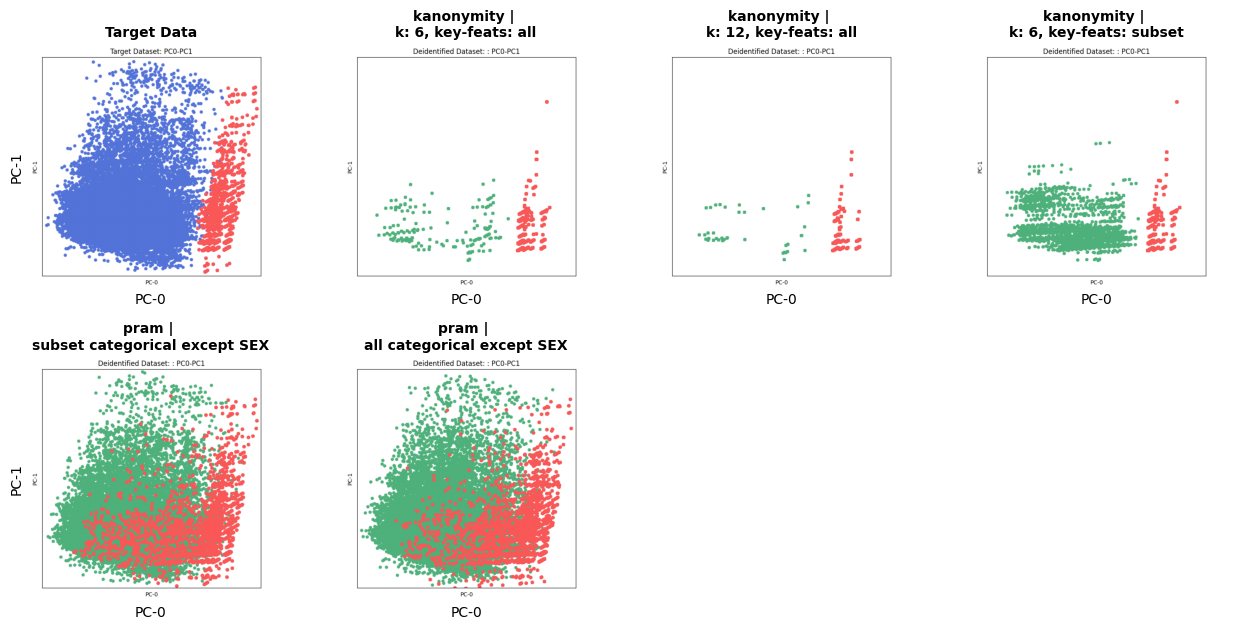 Target Data
Target Dataset: PC0-PC1
PC-1
PC-1
PC-0
PC-0
kanonymity |
k: 6, key-feats: all
Deidentified Dataset: : PC0-PC1
PC-1
PC-0
PC-0
kanonymity |
k: 12, key-feats: all
Deidentified Dataset: : PC0-PC1
PC-1
PC-0
PC-0
kanonymity |
k: 6, key-feats: subset
Deidentified Dataset: : PC0-PC1
PC-1
PC-0
PC-0
pram |
subset categorical except SEX
Deidentified Dataset: : PC0-PC1
PC-1
PC-1
PC-0
PC-0
pram |
all categorical except SEX
Deidentified Dataset: : PC0-PC1
PC-1
PC-0
PC-0